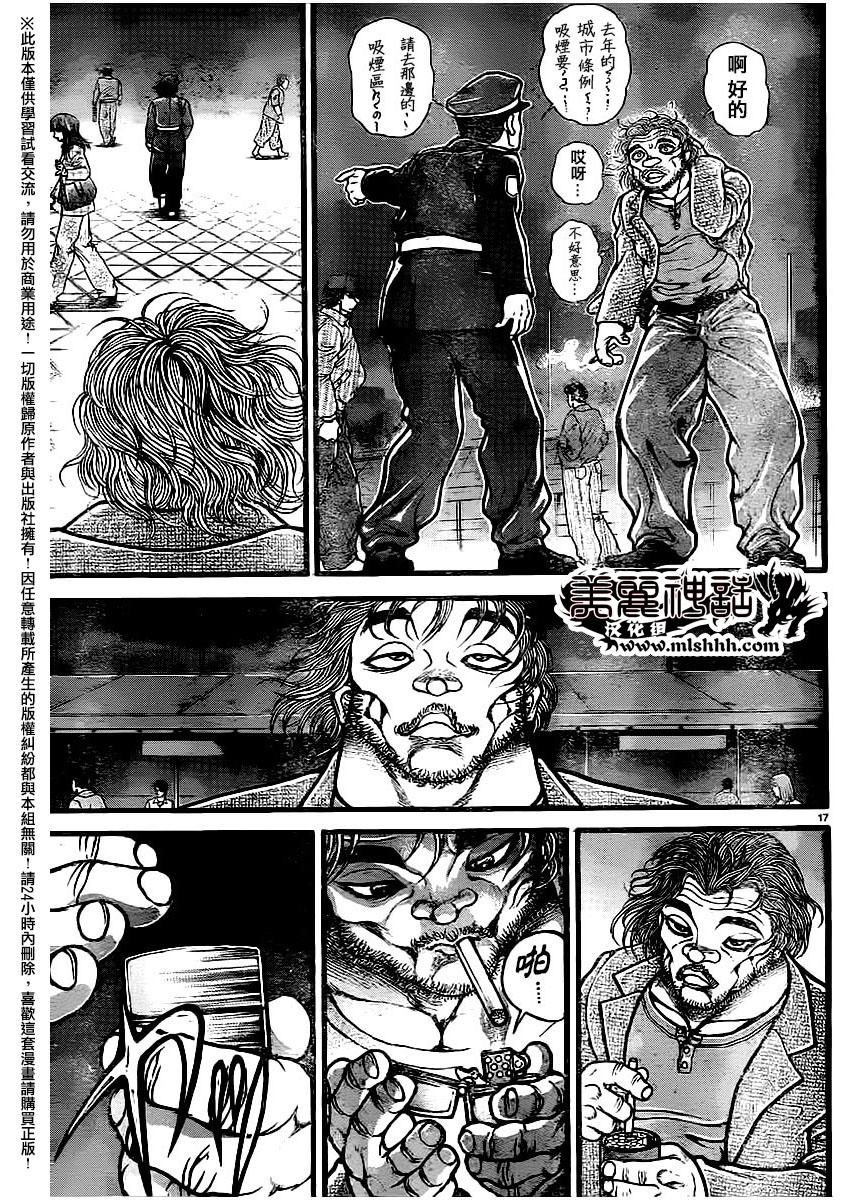 啊好的
去年的、
城市條例、
吸煙要、
請去那邊的、
吸煙區
哎呀…
不好意思…
美麗神話
汉化组
www.mlshhh.com
17
啪…
※此版本僅供學習試看交流，請勿用於商業用途！一切版權歸原作者與出版社擁有！因任意轉載所產生的版權糾紛都與本組無關！請24小時內刪除，喜歡這套漫畫請購買正版！